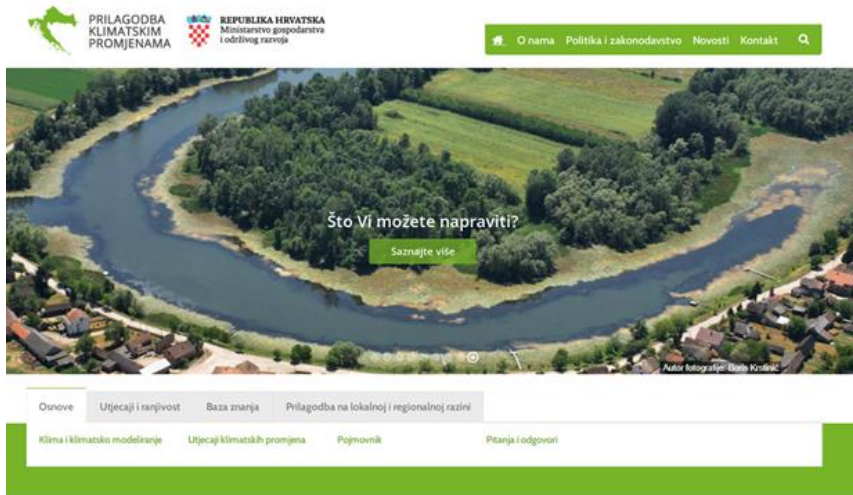 PRILAGODBA
KLIMATSKIM
PROMJENAMA
REPUBLIKA HRVATSKA
Ministarstvo gospodarstva
i održivog razvoja
O nama Politika i zakonodavstvo Novosti Kontakt
Što Vi možete napraviti?
Saznajte više
Autor fotografije: Boris Krstinić
Osnove Utjecaji i ranjivost Baza znanja Prilagodba na lokalnoj i regionalnoj razini
Klima i klimatsko modeliranje Utjecaji klimatskih promjena Pojmovnik Pitanja i odgovori